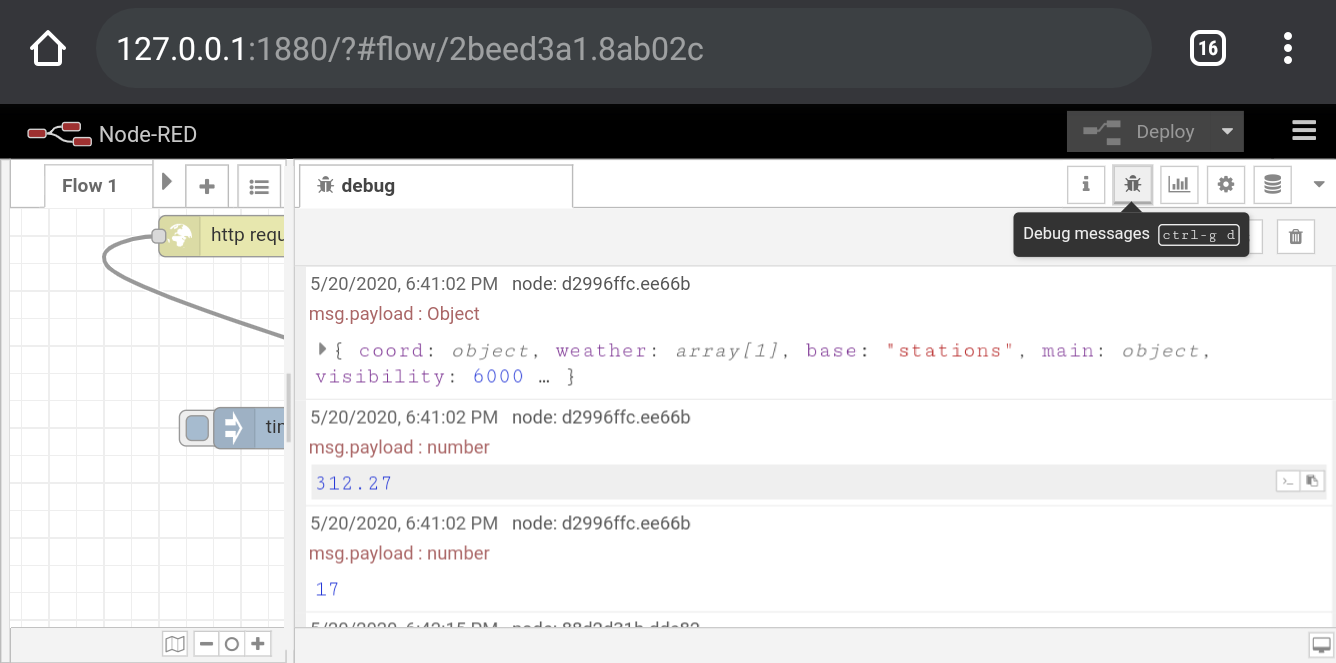 127.0.0.1:1880/?#flow/2beed3a1.8ab02c
16
Node-RED
Deploy
Flow 1
debug
i
http requ
Debug messages ctrl-g d
5/20/2020, 6:41:02 PM node: d2996ffc.ee66b
msg.payload : Object
{ coord: object, weather: array[1], base: "stations", main: object,
visibility: 6000 … }
5/20/2020, 6:41:02 PM node: d2996ffc.ee66b
tin
msg.payload : number
312.27
5/20/2020, 6:41:02 PM node: d2996ffc.ee66b
msg.payload : number
17